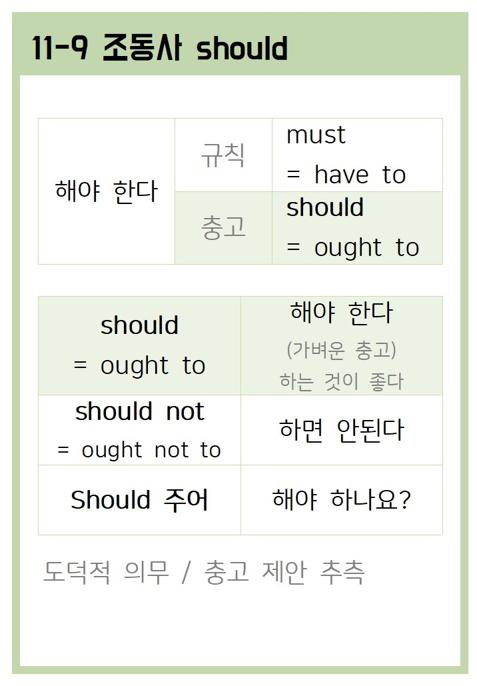 11-9 조동사 should
해야 한다
규칙
must
= have to
충고
should
= ought to
should
= ought to
해야 한다
(가벼운 충고)
하는 것이 좋다
should not
= ought not to
하면 안된다
Should 주어
해야 하나요?
도덕적 의무 / 충고 제안 추측